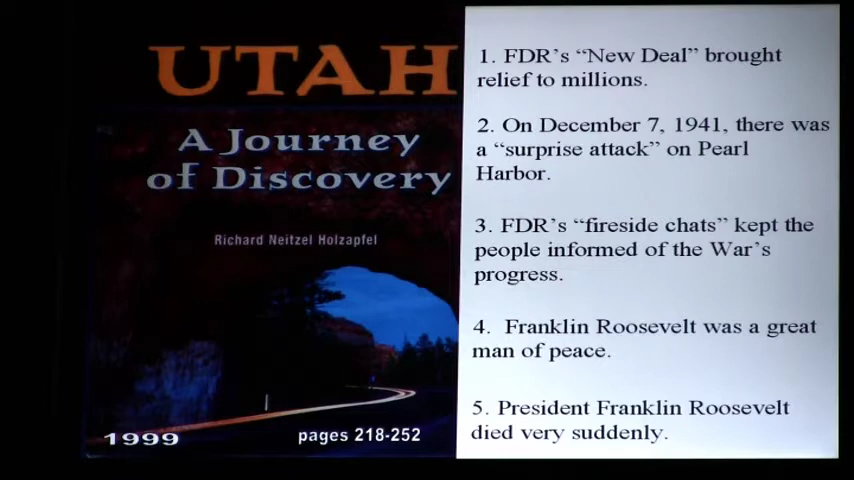 UTAH
A Journey
of Discovery
Richard Neitzel Holzapfel
1999
pages 218-252
1. FDR's “New Deal” brought
relief to millions.
2. On December 7, 1941, there was
a “surprise attack” on Pearl
Harbor.
3. FDR's “fireside chats” kept the
people informed of the War's
progress.
4. Franklin Roosevelt was a great
man of peace.
5. President Franklin Roosevelt
died very suddenly.